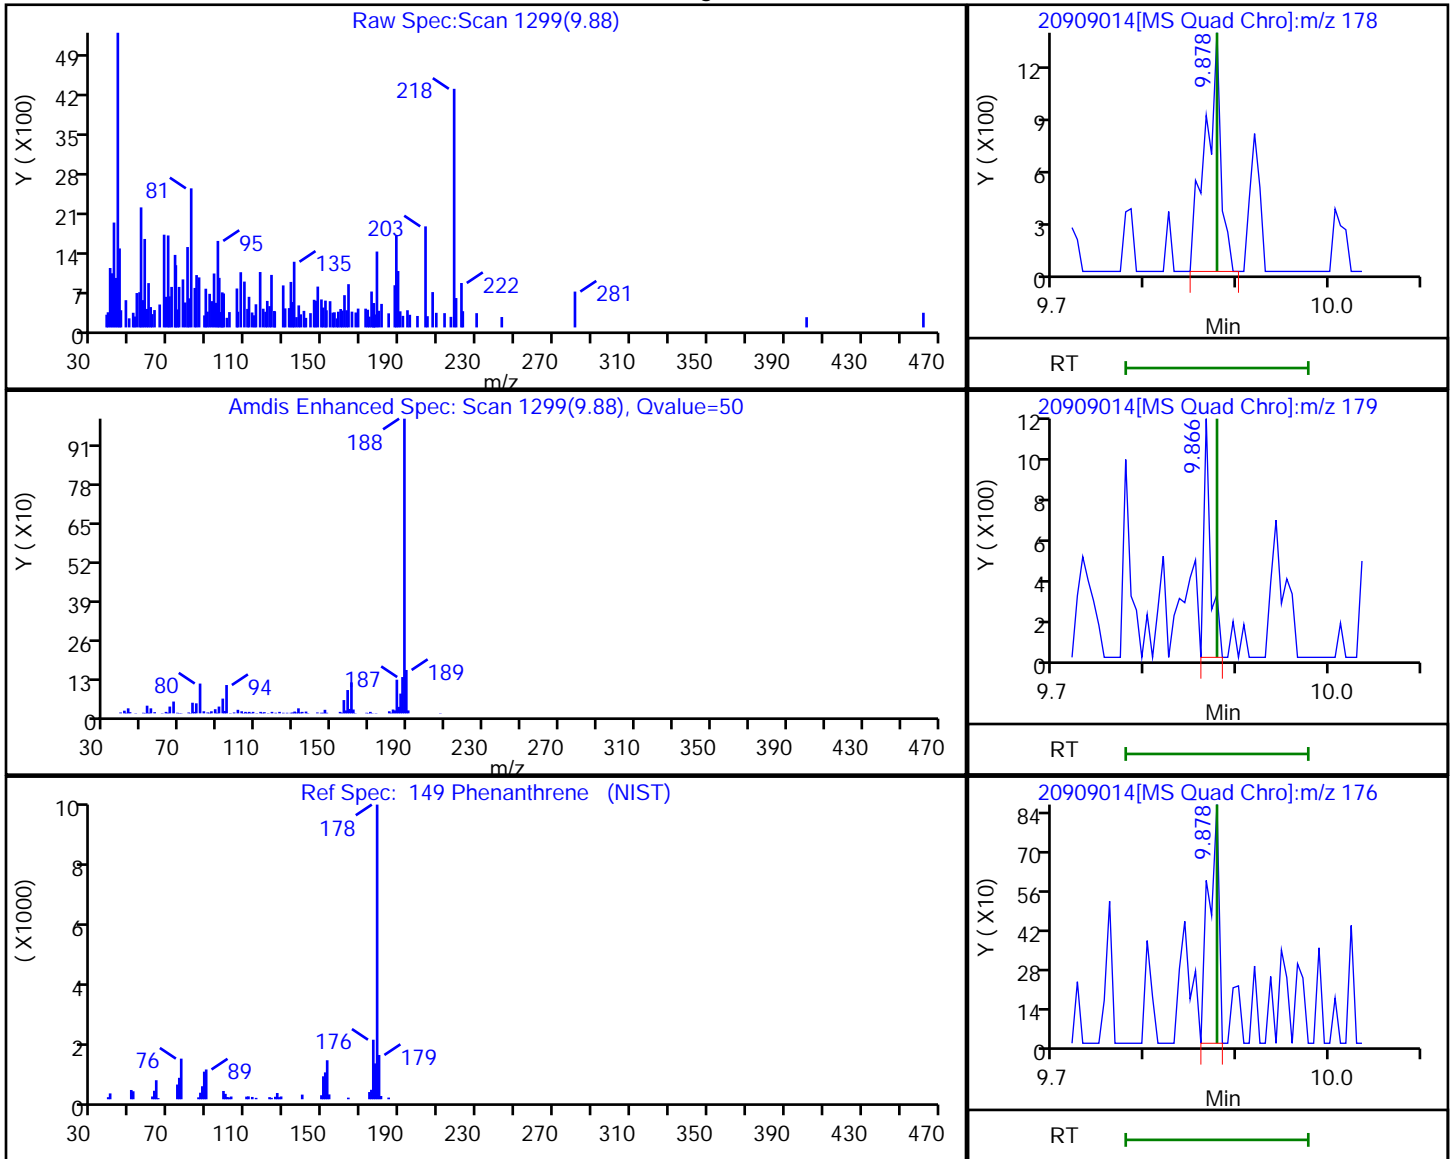 Raw Spec:Scan 1299(9.88)
Y ( X100)
49
42
35
28
21
14
7
0
218
81
203
95
135
222
281
30 70 110 150 190 230 270 310 350 390 430 470
m/z
20909014[MS Quad Chro]:m/z 178
Y ( X100)
12
9
6
3
0
9.878
9.7 10.0
Min
RT
Amdis Enhanced Spec: Scan 1299(9.88), Qvalue=50
Y ( X10)
91
78
65
52
39
26
13
0
188
80
94
187
189
30 70 110 150 190 230 270 310 350 390 430 470
m/z
20909014[MS Quad Chro]:m/z 179
Y ( X100)
12
10
8
6
4
2
0
9.866
9.7 10.0
Min
RT
Ref Spec: 149 Phenanthrene (NIST)
( X1000)
10
8
6
4
2
0
178
76
89
176
179
30 70 110 150 190 230 270 310 350 390 430 470
20909014[MS Quad Chro]:m/z 176
Y ( X10)
84
70
56
42
28
14
0
9.878
9.7 10.0
Min
RT